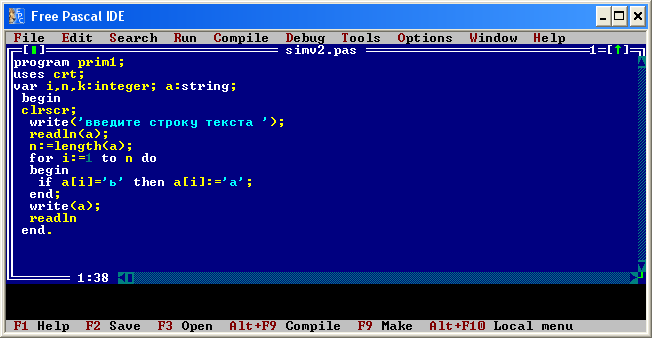 Free Pascal IDE
File Edit Search Run Compile Debug Tools Options Window Help
simv2.pas 1=[↑]
program prim1;
uses crt;
var i,n,k:integer; a:string;
begin
clrscr;
write('введите строку текста ');
readln(a);
n:=length(a);
for i:=1 to n do
begin
if a[i]='ь' then a[i]:='а';
end;
write(a);
readln
end.
1:38
F1 Help F2 Save F3 Open Alt+F9 Compile F9 Make Alt+F10 Local menu